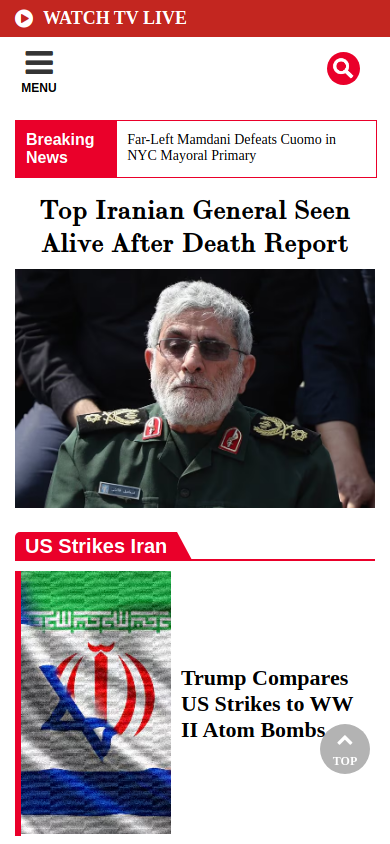 WATCH TV LIVE
MENU
Breaking
News
Far-Left Mamdani Defeats Cuomo in
NYC Mayoral Primary
Top Iranian General Seen
Alive After Death Report
US Strikes Iran
Trump Compares
US Strikes to WW
II Atom Bombs
TOP